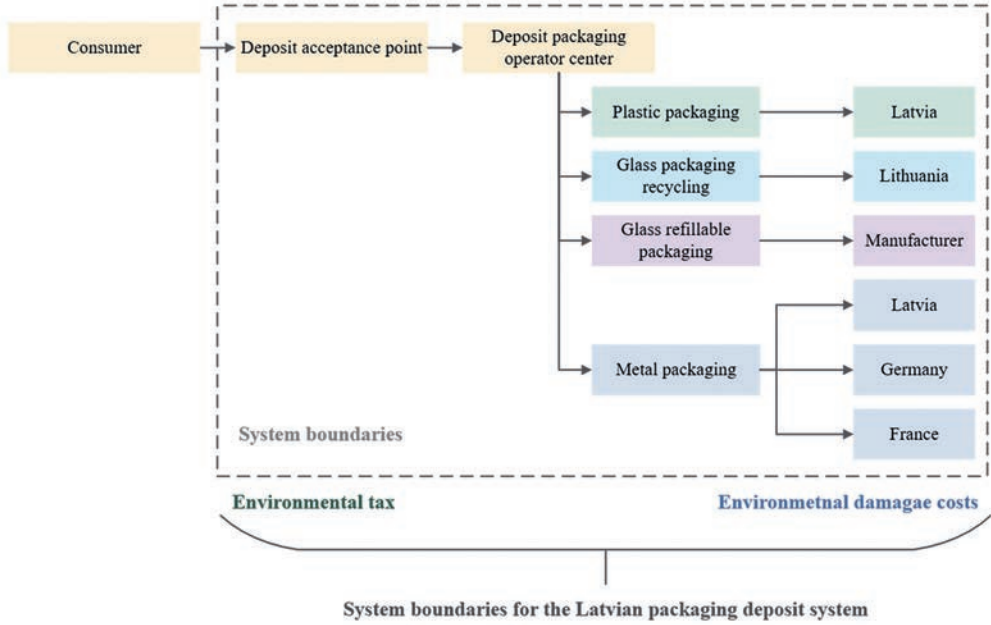 Consumer
Deposit acceptance point
Deposit packaging
operator center
Plastic packaging
Latvia
Glass packaging
recycling
Lithuania
Glass refillable
packaging
Manufacturer
Latvia
Metal packaging
Germany
France
System boundaries
Environmental tax
Environmetnal damagae costs
System boundaries for the Latvian packaging deposit system